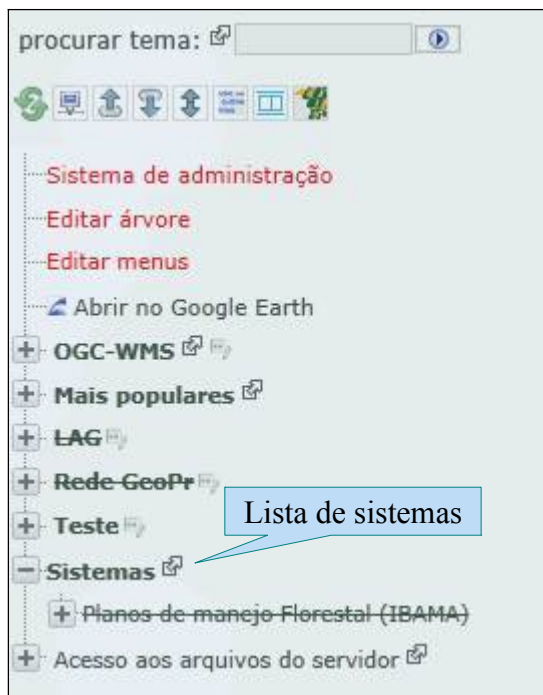 procurar tema:
Sistema de administração
Editar árvore
Editar menus
Abrir no Google Earth
OGC-WMS
Mais populares
LAG
Rede GeoPr
Teste
Lista de sistemas
Sistemas
Planos de manejo Florestal (IBAMA)
Acesso aos arquivos do servidor